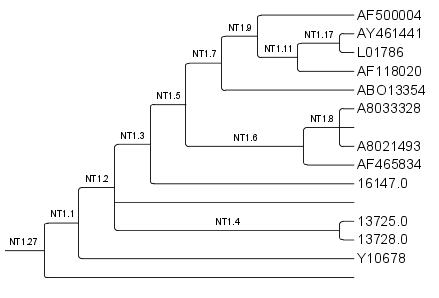 AF500004
NT1.9
AY461441
NT1.17
L01786
NT1.7
NT1.11
AF118020
ABO13354
NT1.5
A8033328
NT1.8
NT1.3
NT1.6
A8021493
AF465834
NT1.2
16147.0
NT1.1
NT1.4
13725.0
13728.0
NT1.27
Y10678